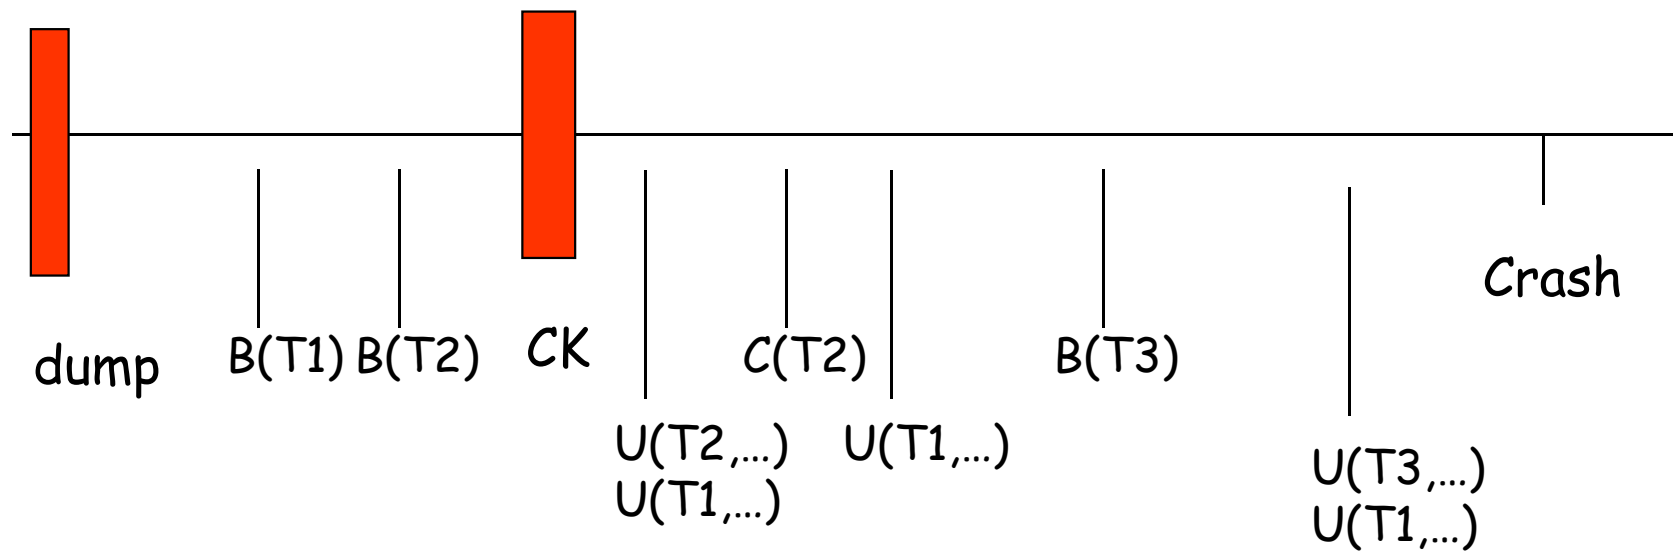 dump
B(T1)
B(T2)
CK
U(T2,...)
U(T1,...)
C(T2)
U(T1,...)
B(T3)
U(T3,...)
U(T1,...)
Crash